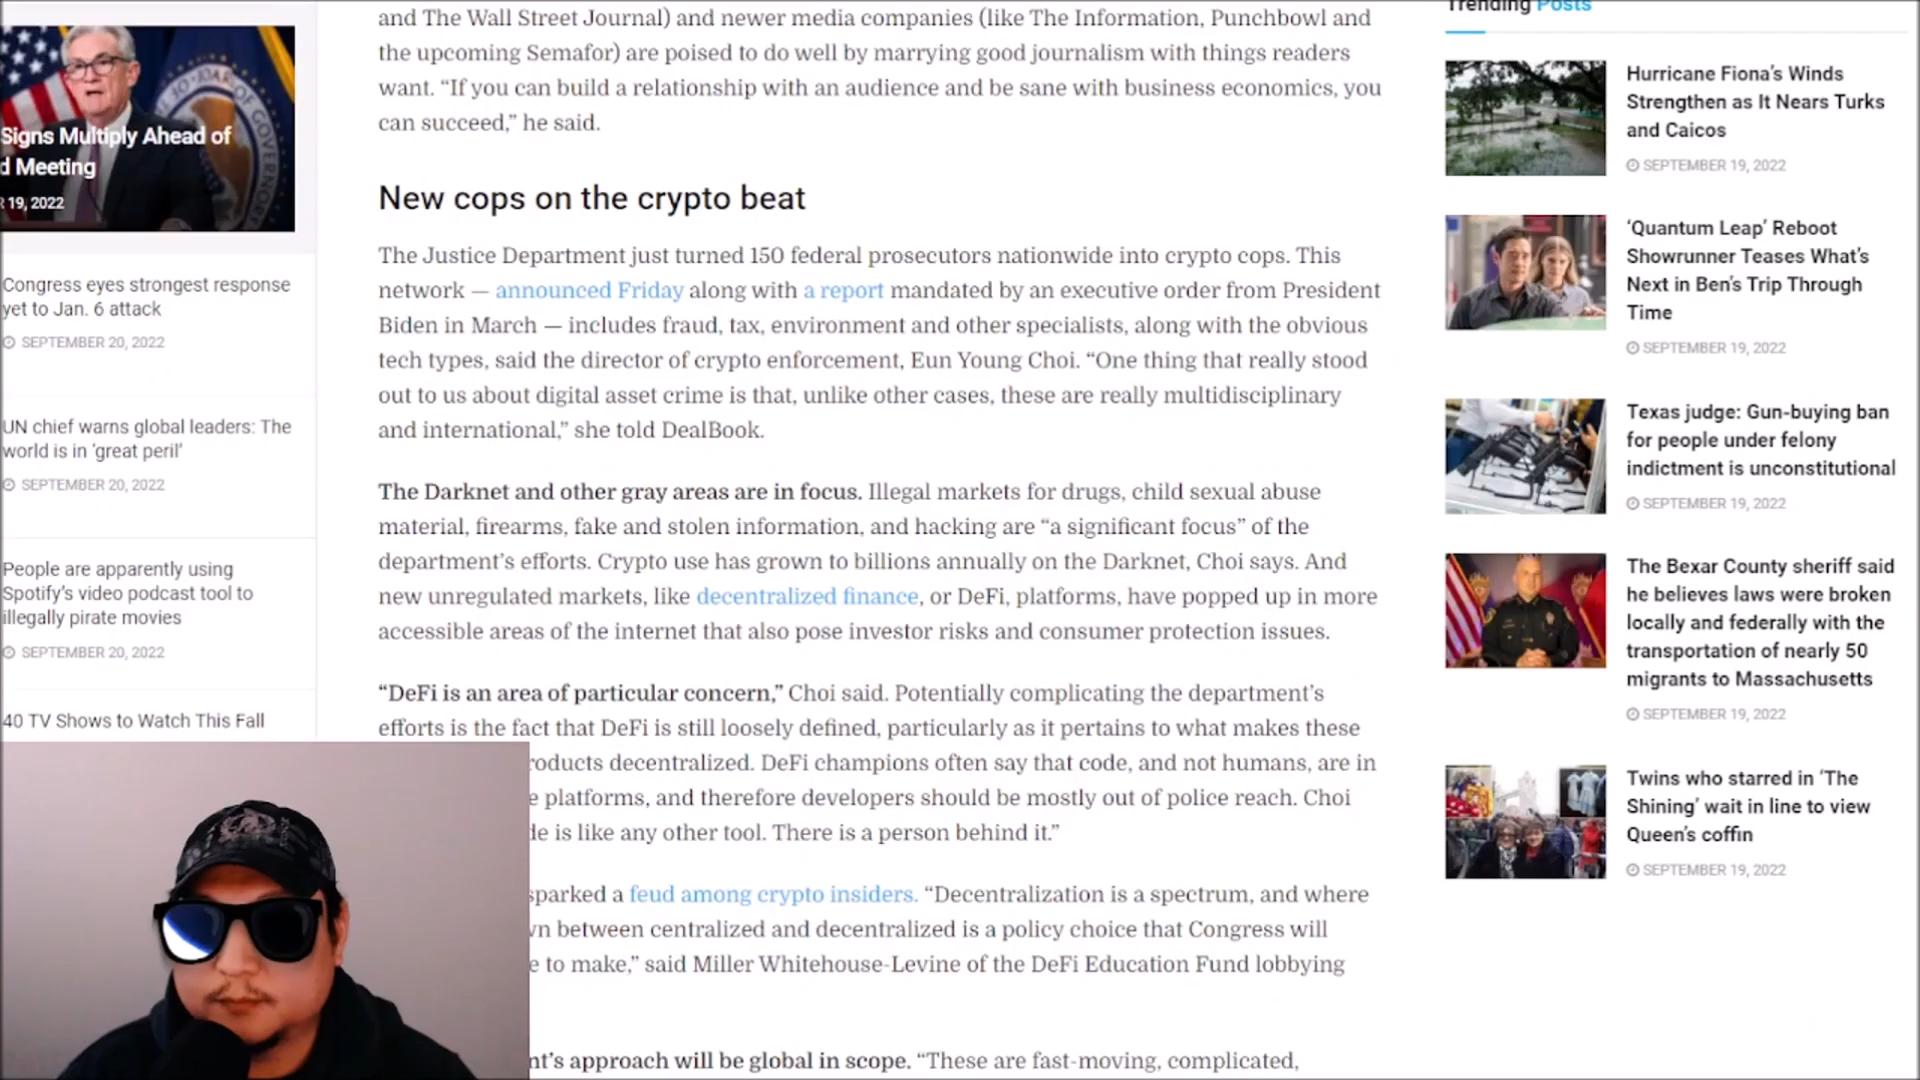 Signs Multiply Ahead of
d Meeting
R 19, 2022
Congress eyes strongest response
yet to Jan. 6 attack
SEPTEMBER 20, 2022
UN chief warns global leaders: The
world is in ‘great peril’
SEPTEMBER 20, 2022
People are apparently using
Spotify’s video podcast tool to
illegally pirate movies
SEPTEMBER 20, 2022
40 TV Shows to Watch This Fall
and The Wall Street Journal) and newer media companies (like The Information, Punchbowl and
the upcoming Semafor) are poised to do well by marrying good journalism with things readers
want. “If you can build a relationship with an audience and be sane with business economics, you
can succeed,” he said.
New cops on the crypto beat
The Justice Department just turned 150 federal prosecutors nationwide into crypto cops. This
network — announced Friday along with a report mandated by an executive order from President
Biden in March — includes fraud, tax, environment and other specialists, along with the obvious
tech types, said the director of crypto enforcement, Eun Young Choi. “One thing that really stood
out to us about digital asset crime is that, unlike other cases, these are really multidisciplinary
and international,” she told DealBook.
The Darknet and other gray areas are in focus. Illegal markets for drugs, child sexual abuse
material, firearms, fake and stolen information, and hacking are “a significant focus” of the
department’s efforts. Crypto use has grown to billions annually on the Darknet, Choi says. And
new unregulated markets, like decentralized finance, or DeFi, platforms, have popped up in more
accessible areas of the internet that also pose investor risks and consumer protection issues.
“DeFi is an area of particular concern,” Choi said. Potentially complicating the department’s
efforts is the fact that DeFi is still loosely defined, particularly as it pertains to what makes these
roducts decentralized. DeFi champions often say that code, and not humans, are in
e platforms, and therefore developers should be mostly out of police reach. Choi
de is like any other tool. There is a person behind it.”
sparked a feud among crypto insiders. “Decentralization is a spectrum, and where
wn between centralized and decentralized is a policy choice that Congress will
e to make,” said Miller Whitehouse-Levine of the DeFi Education Fund lobbying
nt’s approach will be global in scope. “These are fast-moving, complicated,
Trending Posts
Hurricane Fiona’s Winds
Strengthen as It Nears Turks
and Caicos
SEPTEMBER 19, 2022
‘Quantum Leap’ Reboot
Showrunner Teases What’s
Next in Ben’s Trip Through
Time
SEPTEMBER 19, 2022
Texas judge: Gun-buying ban
for people under felony
indictment is unconstitutional
SEPTEMBER 19, 2022
The Bexar County sheriff said
he believes laws were broken
locally and federally with the
transportation of nearly 50
migrants to Massachusetts
SEPTEMBER 19, 2022
Twins who starred in ‘The
Shining’ wait in line to view
Queen’s coffin
SEPTEMBER 19, 2022